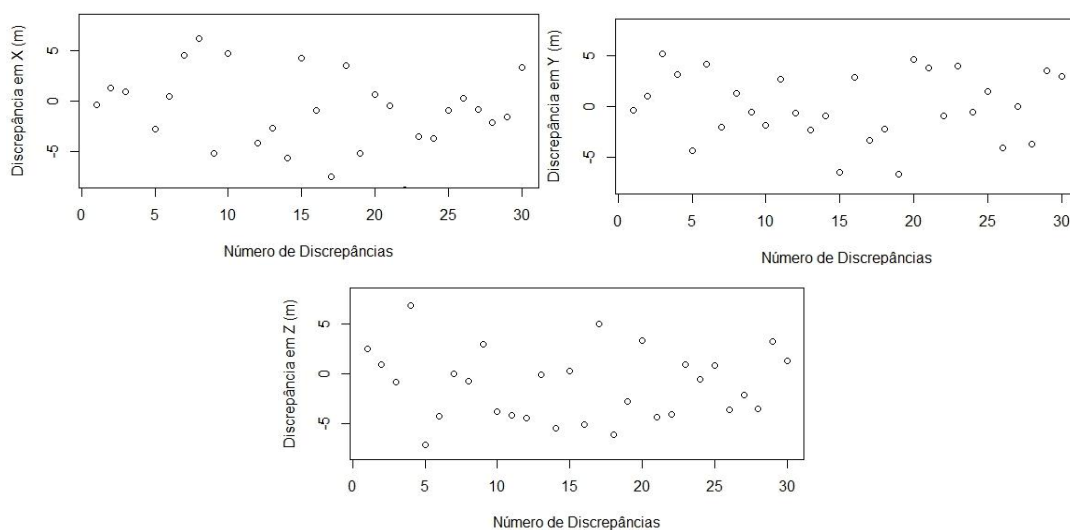 Discrepância em X (m)
5
0
-5
0 5 10 15 20 25 30
Número de Discrepâncias
Discrepância em Y (m)
5
0
-5
0 5 10 15 20 25 30
Número de Discrepâncias
Discrepância em Z (m)
5
0
-5
0 5 10 15 20 25 30
Número de Discrepâncias